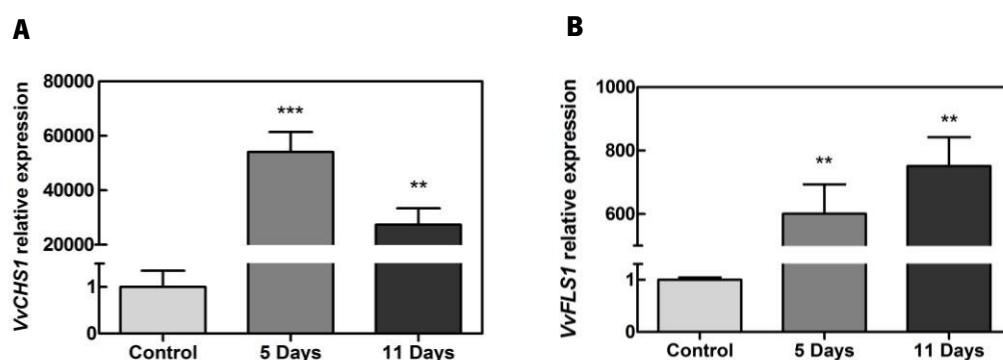 A
VvCHS1 relative expression
80000
60000
40000
20000
1
0
***
**
Control 5 Days 11 Days
B
VvFLS1 relative expression
1000
800
600
1
0
**
**
Control 5 Days 11 Days